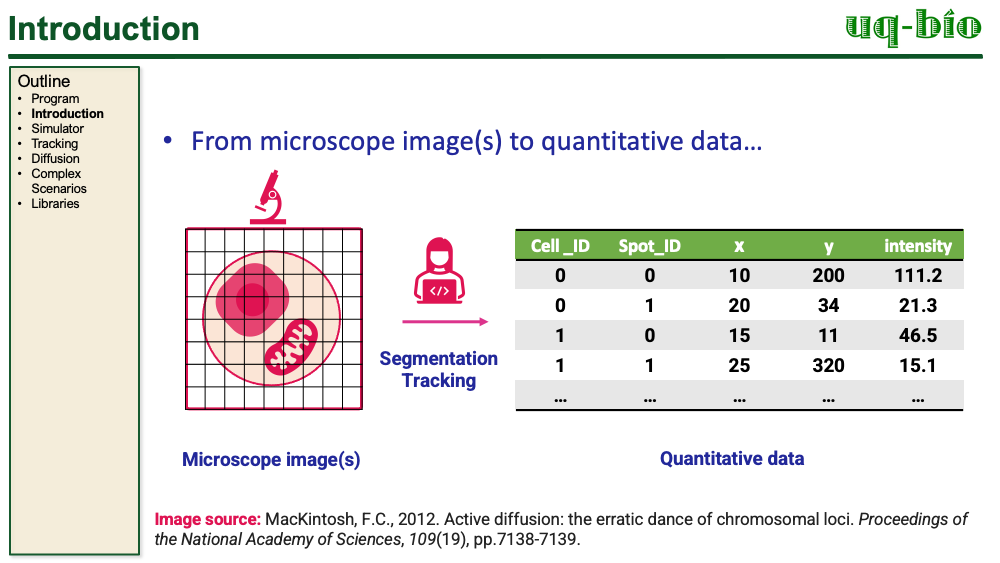 Introduction
uq-bio
Outline
• Program
• Introduction
• Simulator
• Tracking
• Diffusion
• Complex
Scenarios
• Libraries
• From microscope image(s) to quantitative data…
</>
Segmentation
Tracking
Microscope image(s)
Cell _ID Spot_ID x y intensity
0 0 10 200 111.2
0 1 20 34 21.3
1 0 15 11 46.5
1 1 25 320 15.1
… … … … …
Quantitative data
Image source: MacKintosh, F.C., 2012. Active diffusion: the erratic dance of chromosomal loci. Proceedings of
the National Academy of Sciences, 109(19), pp.7138-7139.